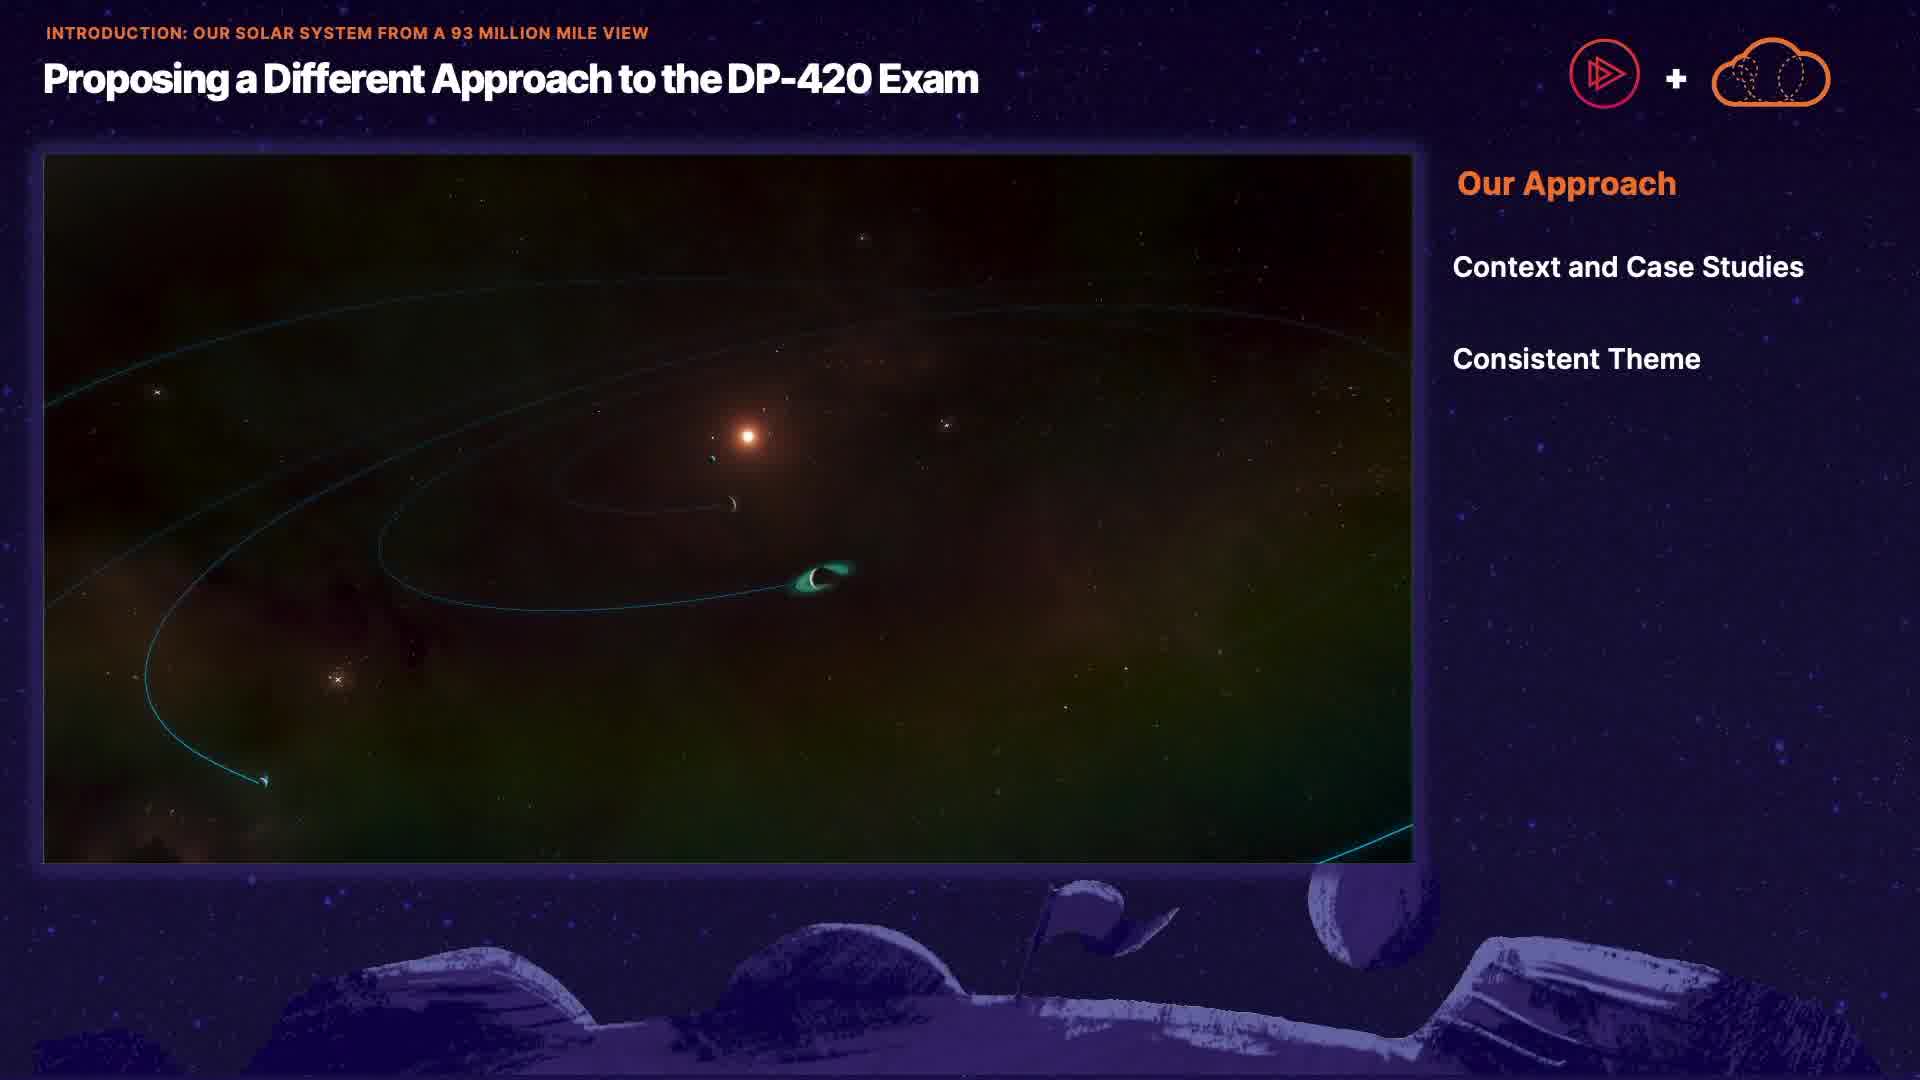 INTRODUCTION: OUR SOLAR SYSTEM FROM A 93 MILLION MILE VIEW
Proposing a Different Approach to the DP-420 Exam
+
Our Approach
Context and Case Studies
Consistent Theme